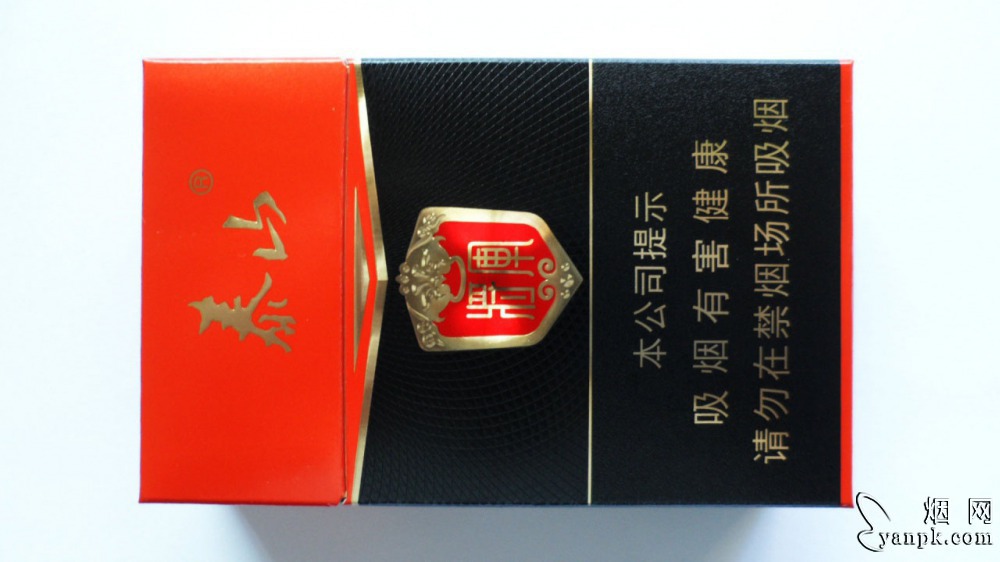 泰山®
将军
本公司提示
吸烟有害健康
请勿在禁烟场所吸烟
烟网
yanpk.com